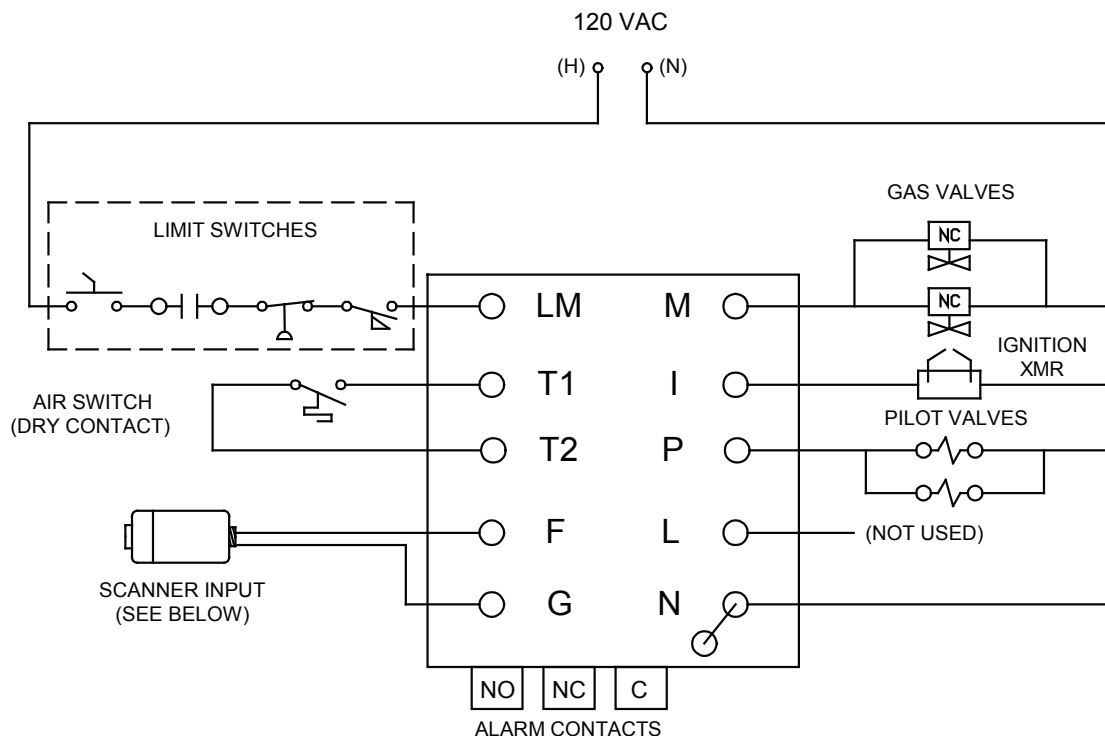 120 VAC
(H)
(N)
LIMIT SWITCHES
GAS VALVES
NC
NC
LM
M
IGNITION
XMR
T1
I
AIR SWITCH
(DRY CONTACT)
PILOT VALVES
T2
P
F
L
(NOT USED)
SCANNER INPUT
(SEE BELOW)
G
N
NO
NC
C
ALARM CONTACTS